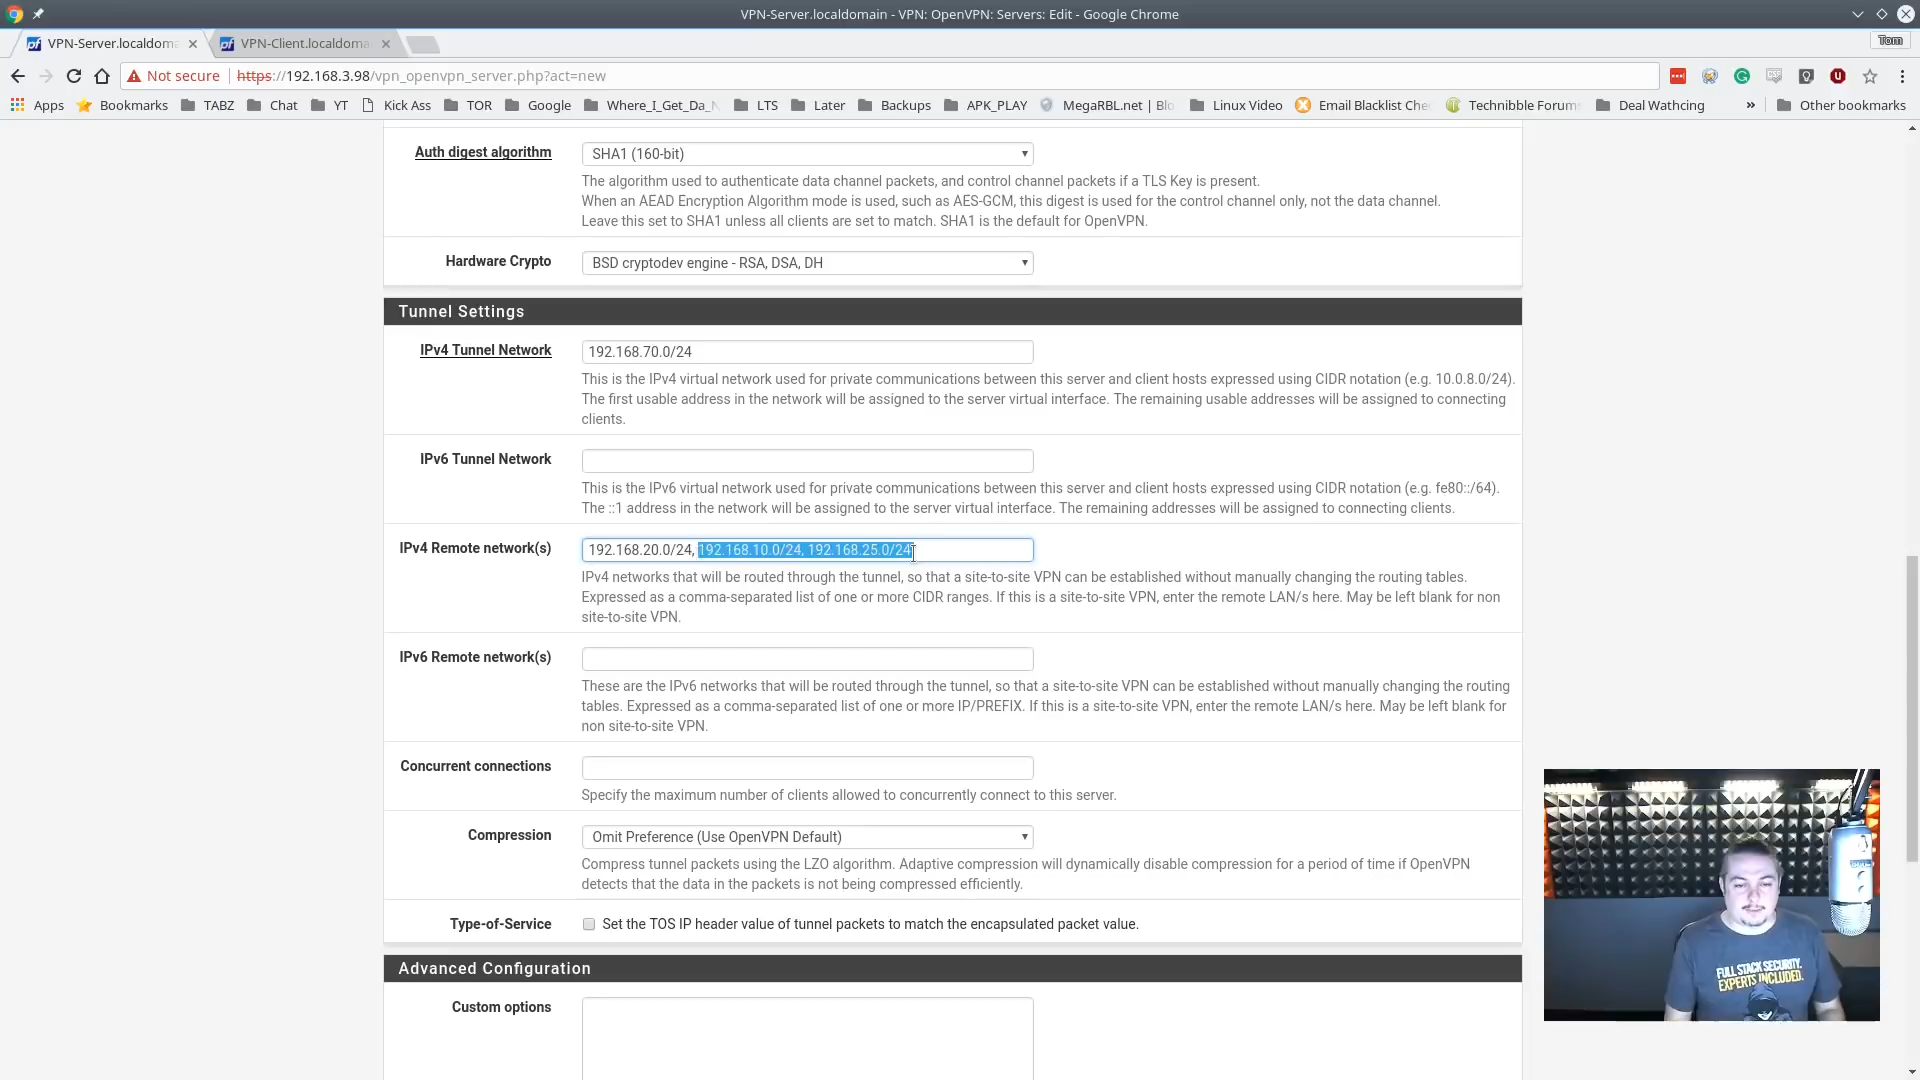 VPN-Server.localdomain - VPN: OpenVPN: Servers: Edit - Google Chrome
VPN-Server.localdoma
VPN-Client.localdoma
Tom
Not secure
https://192.168.3.98/vpn_openvpn_server.php?act=new
Apps
Bookmarks
TABZ
Chat
YT
Kick Ass
TOR
Google
Where_I_Get_Da_N
LTS
Later
Backups
APK_PLAY
MegaRBL.net | Blo
Linux Video
Email Blacklist Che
Technibble Forum
Deal Wathcing
»
Other bookmarks
Auth digest algorithm
SHA1 (160-bit)
The algorithm used to authenticate data channel packets, and control channel packets if a TLS Key is present.
When an AEAD Encryption Algorithm mode is used, such as AES-GCM, this digest is used for the control channel only, not the data channel.
Leave this set to SHA1 unless all clients are set to match. SHA1 is the default for OpenVPN.
Hardware Crypto
BSD cryptodev engine - RSA, DSA, DH
Tunnel Settings
IPv4 Tunnel Network
192.168.70.0/24
This is the IPv4 virtual network used for private communications between this server and client hosts expressed using CIDR notation (e.g. 10.0.8.0/24).
The first usable address in the network will be assigned to the server virtual interface. The remaining usable addresses will be assigned to connecting
clients.
IPv6 Tunnel Network
This is the IPv6 virtual network used for private communications between this server and client hosts expressed using CIDR notation (e.g. fe80::/64).
The ::1 address in the network will be assigned to the server virtual interface. The remaining addresses will be assigned to connecting clients.
IPv4 Remote network(s)
192.168.20.0/24, 192.168.10.0/24, 192.168.25.0/24
IPv4 networks that will be routed through the tunnel, so that a site-to-site VPN can be established without manually changing the routing tables.
Expressed as a comma-separated list of one or more CIDR ranges. If this is a site-to-site VPN, enter the remote LAN/s here. May be left blank for non
site-to-site VPN.
IPv6 Remote network(s)
These are the IPv6 networks that will be routed through the tunnel, so that a site-to-site VPN can be established without manually changing the routing
tables. Expressed as a comma-separated list of one or more IP/PREFIX. If this is a site-to-site VPN, enter the remote LAN/s here. May be left blank for
non site-to-site VPN.
Concurrent connections
Specify the maximum number of clients allowed to concurrently connect to this server.
Compression
Omit Preference (Use OpenVPN Default)
Compress tunnel packets using the LZO algorithm. Adaptive compression will dynamically disable compression for a period of time if OpenVPN
detects that the data in the packets is not being compressed efficiently.
Type-of-Service
Set the TOS IP header value of tunnel packets to match the encapsulated packet value.
FULL STACK SECURITY.
EXPERTS INCLUDED.
Advanced Configuration
Custom options